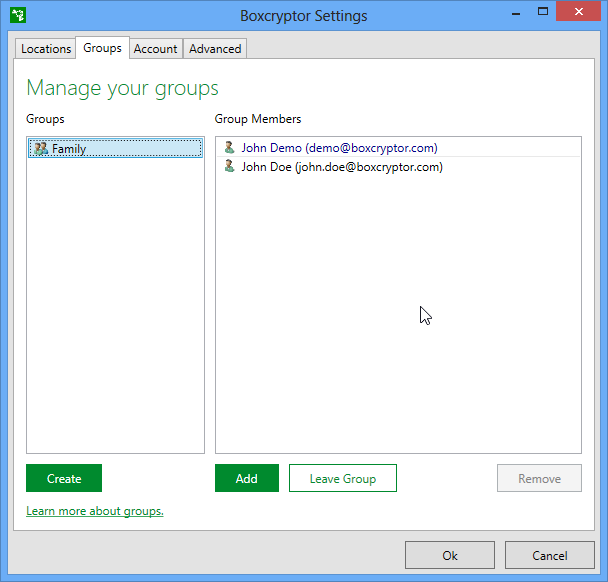 Boxcryptor Settings
Locations Groups Account Advanced
Manage your groups
Groups
Group Members
Family
John Demo (demo@boxcryptor.com)
John Doe (john.doe@boxcryptor.com)
Create
Add
Leave Group
Remove
Learn more about groups.
Ok
Cancel